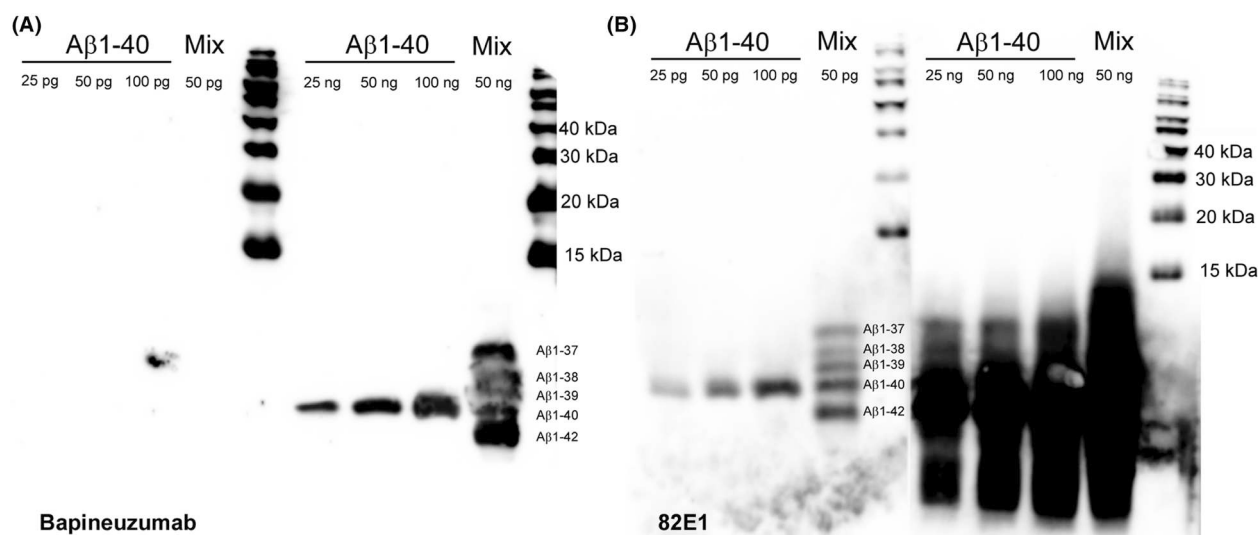 (A)
Aβ1-40 Mix Aβ1-40 Mix
25 pg 50 pg 100 pg 50 pg 25 ng 50 ng 100 ng 50 ng
40 kDa
30 kDa
20 kDa
15 kDa
Aβ1-37
Aβ1-38
Aβ1-39
Aβ1-40
Aβ1-42
Bapineuzumab
(B)
Aβ1-40 Mix Aβ1-40 Mix
25 pg 50 pg 100 pg 50 pg 25 ng 50 ng 100 ng 50 ng
40 kDa
30 kDa
20 kDa
15 kDa
Aβ1-37
Aβ1-38
Aβ1-39
Aβ1-40
Aβ1-42
82E1